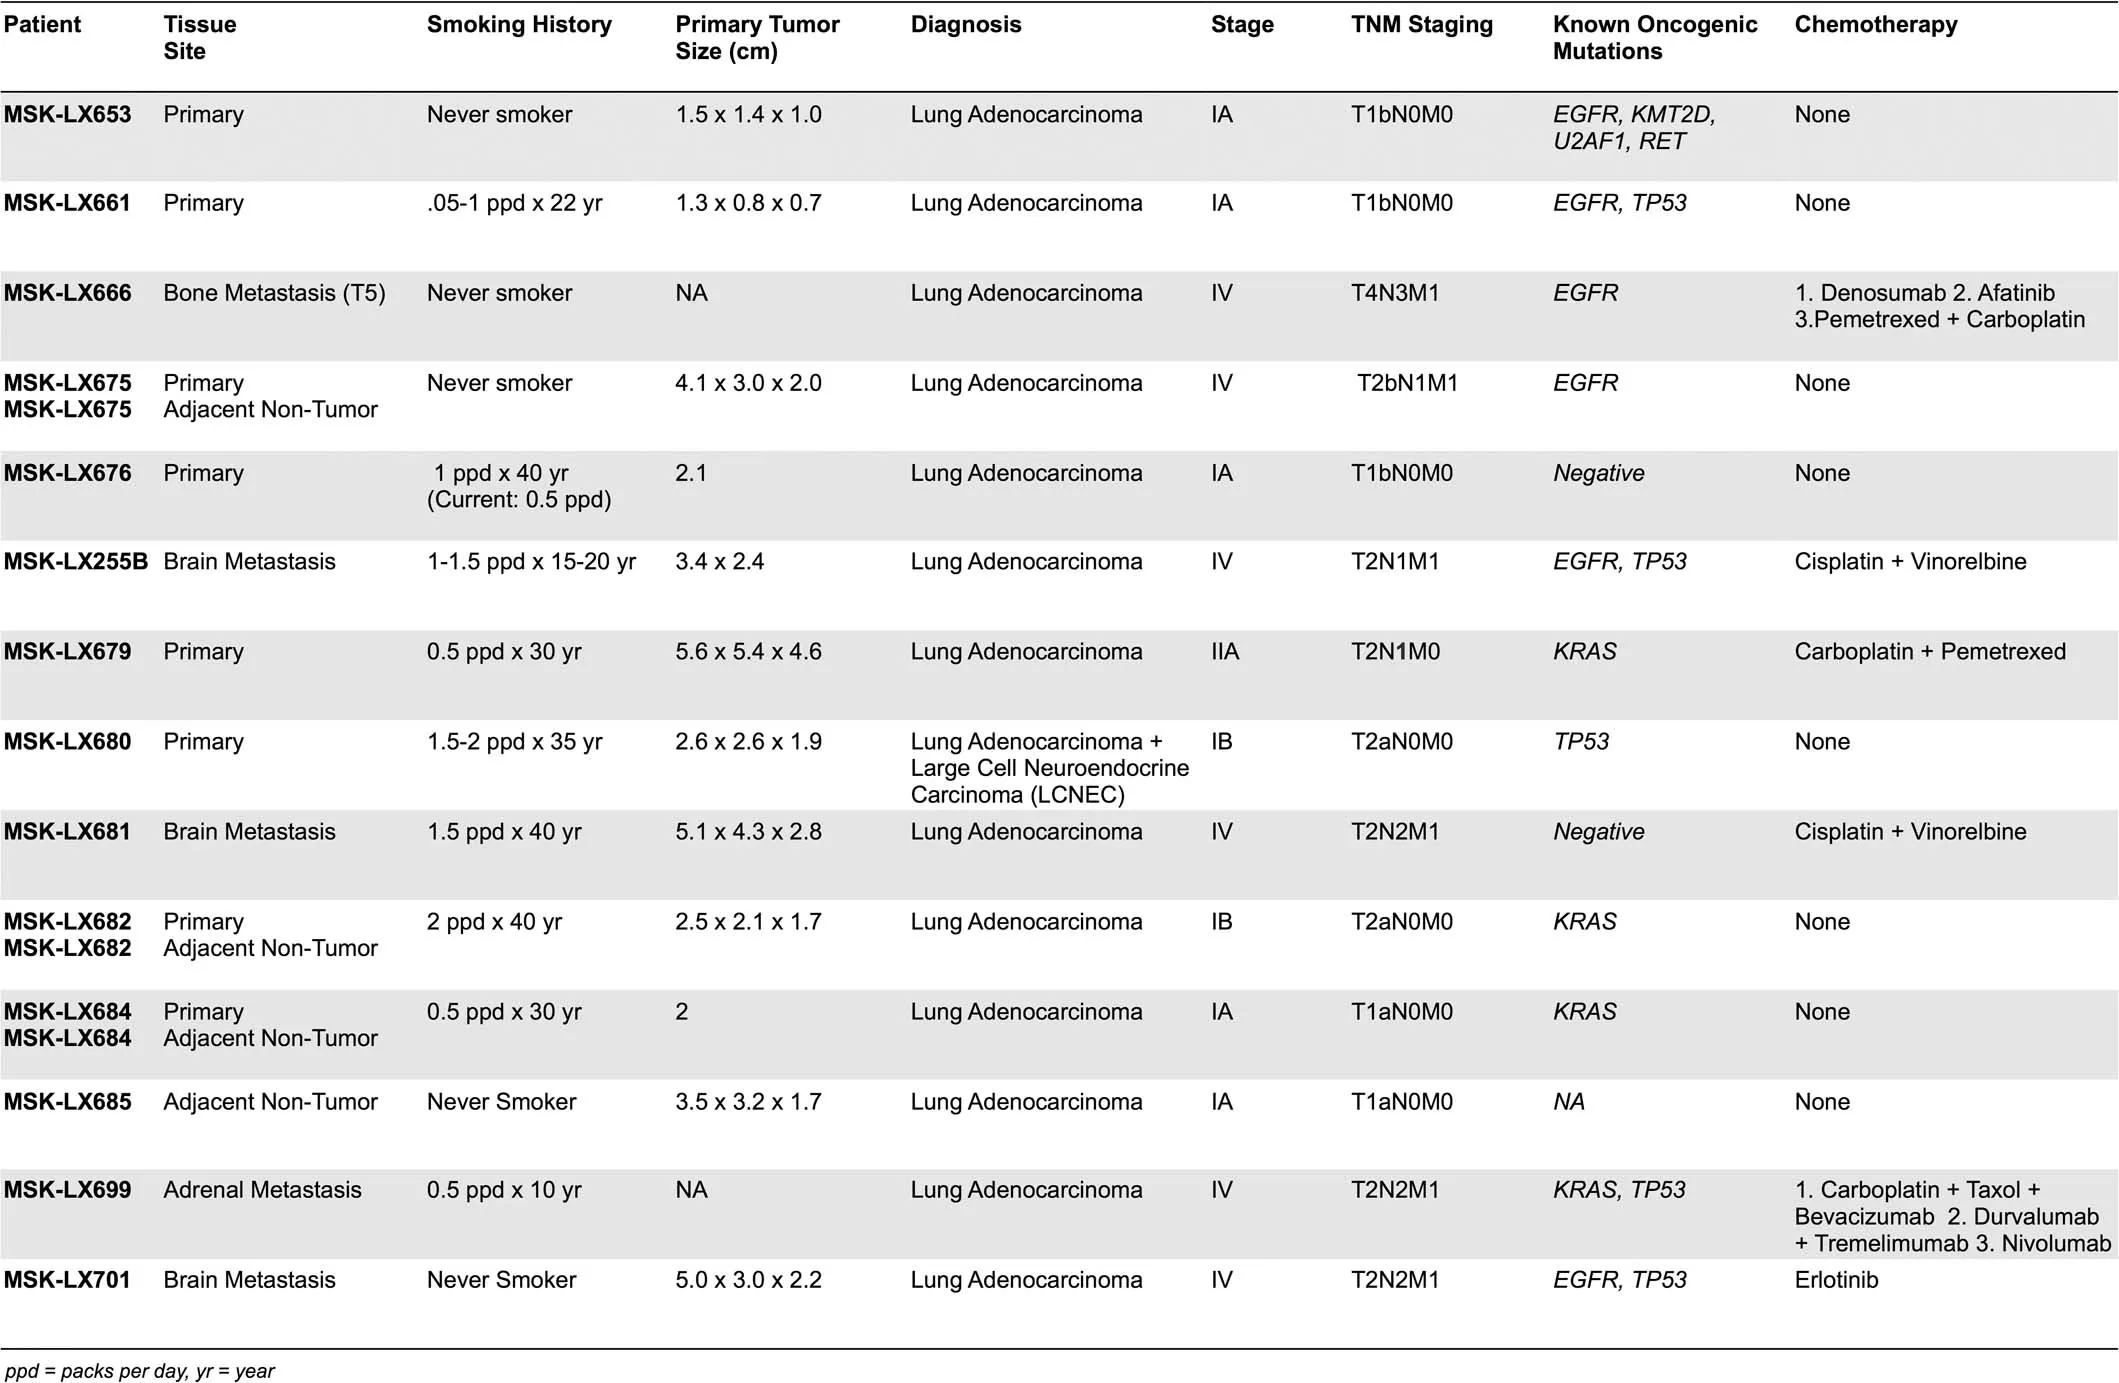 Patient Tissue Site Smoking History Primary Tumor Size (cm) Diagnosis Stage TNM Staging Known Oncogenic Mutations Chemotherapy
MSK-LX653 Primary Never smoker 1.5 x 1.4 x 1.0 Lung Adenocarcinoma IA T1bN0M0 EGFR, KMT2D, None
U2AF1, RET
MSK-LX661 Primary .05-1 ppd x 22 yr 1.3 x 0.8 x 0.7 Lung Adenocarcinoma IA T1bN0M0 EGFR, TP53 None
MSK-LX666 Bone Metastasis (T5) Never smoker NA Lung Adenocarcinoma IV T4N3M1 EGFR 1. Denosumab 2. Afatinib
3.Pemetrexed + Carboplatin
MSK-LX675 Primary Never smoker 4.1 x 3.0 x 2.0 Lung Adenocarcinoma IV T2bN1M1 EGFR None
MSK-LX675 Adjacent Non-Tumor
MSK-LX676 Primary 1 ppd x 40 yr 2.1 Lung Adenocarcinoma IA T1bN0M0 Negative None
(Current: 0.5 ppd)
MSK-LX255B Brain Metastasis 1-1.5 ppd x 15-20 yr 3.4 x 2.4 Lung Adenocarcinoma IV T2N1M1 EGFR, TP53 Cisplatin + Vinorelbine
MSK-LX679 Primary 0.5 ppd x 30 yr 5.6 x 5.4 x 4.6 Lung Adenocarcinoma IIA T2N1M0 KRAS Carboplatin + Pemetrexed
MSK-LX680 Primary 1.5-2 ppd x 35 yr 2.6 x 2.6 x 1.9 Lung Adenocarcinoma + IB T2aN0M0 TP53 None
Large Cell Neuroendocrine
Carcinoma (LCNEC)
MSK-LX681 Brain Metastasis 1.5 ppd x 40 yr 5.1 x 4.3 x 2.8 Lung Adenocarcinoma IV T2N2M1 Negative Cisplatin + Vinorelbine
MSK-LX682 Primary 2 ppd x 40 yr 2.5 x 2.1 x 1.7 Lung Adenocarcinoma IB T2aN0M0 KRAS None
MSK-LX682 Adjacent Non-Tumor
MSK-LX684 Primary 0.5 ppd x 30 yr 2 Lung Adenocarcinoma IA T1aN0M0 KRAS None
MSK-LX684 Adjacent Non-Tumor
MSK-LX685 Adjacent Non-Tumor Never Smoker 3.5 x 3.2 x 1.7 Lung Adenocarcinoma IA T1aN0M0 NA None
MSK-LX699 Adrenal Metastasis 0.5 ppd x 10 yr NA Lung Adenocarcinoma IV T2N2M1 KRAS, TP53 1. Carboplatin + Taxol +
Bevacizumab 2. Durvalumab
+ Tremelimumab 3. Nivolumab
MSK-LX701 Brain Metastasis Never Smoker 5.0 x 3.0 x 2.2 Lung Adenocarcinoma IV T2N2M1 EGFR, TP53 Erlotinib
ppd = packs per day, yr = year